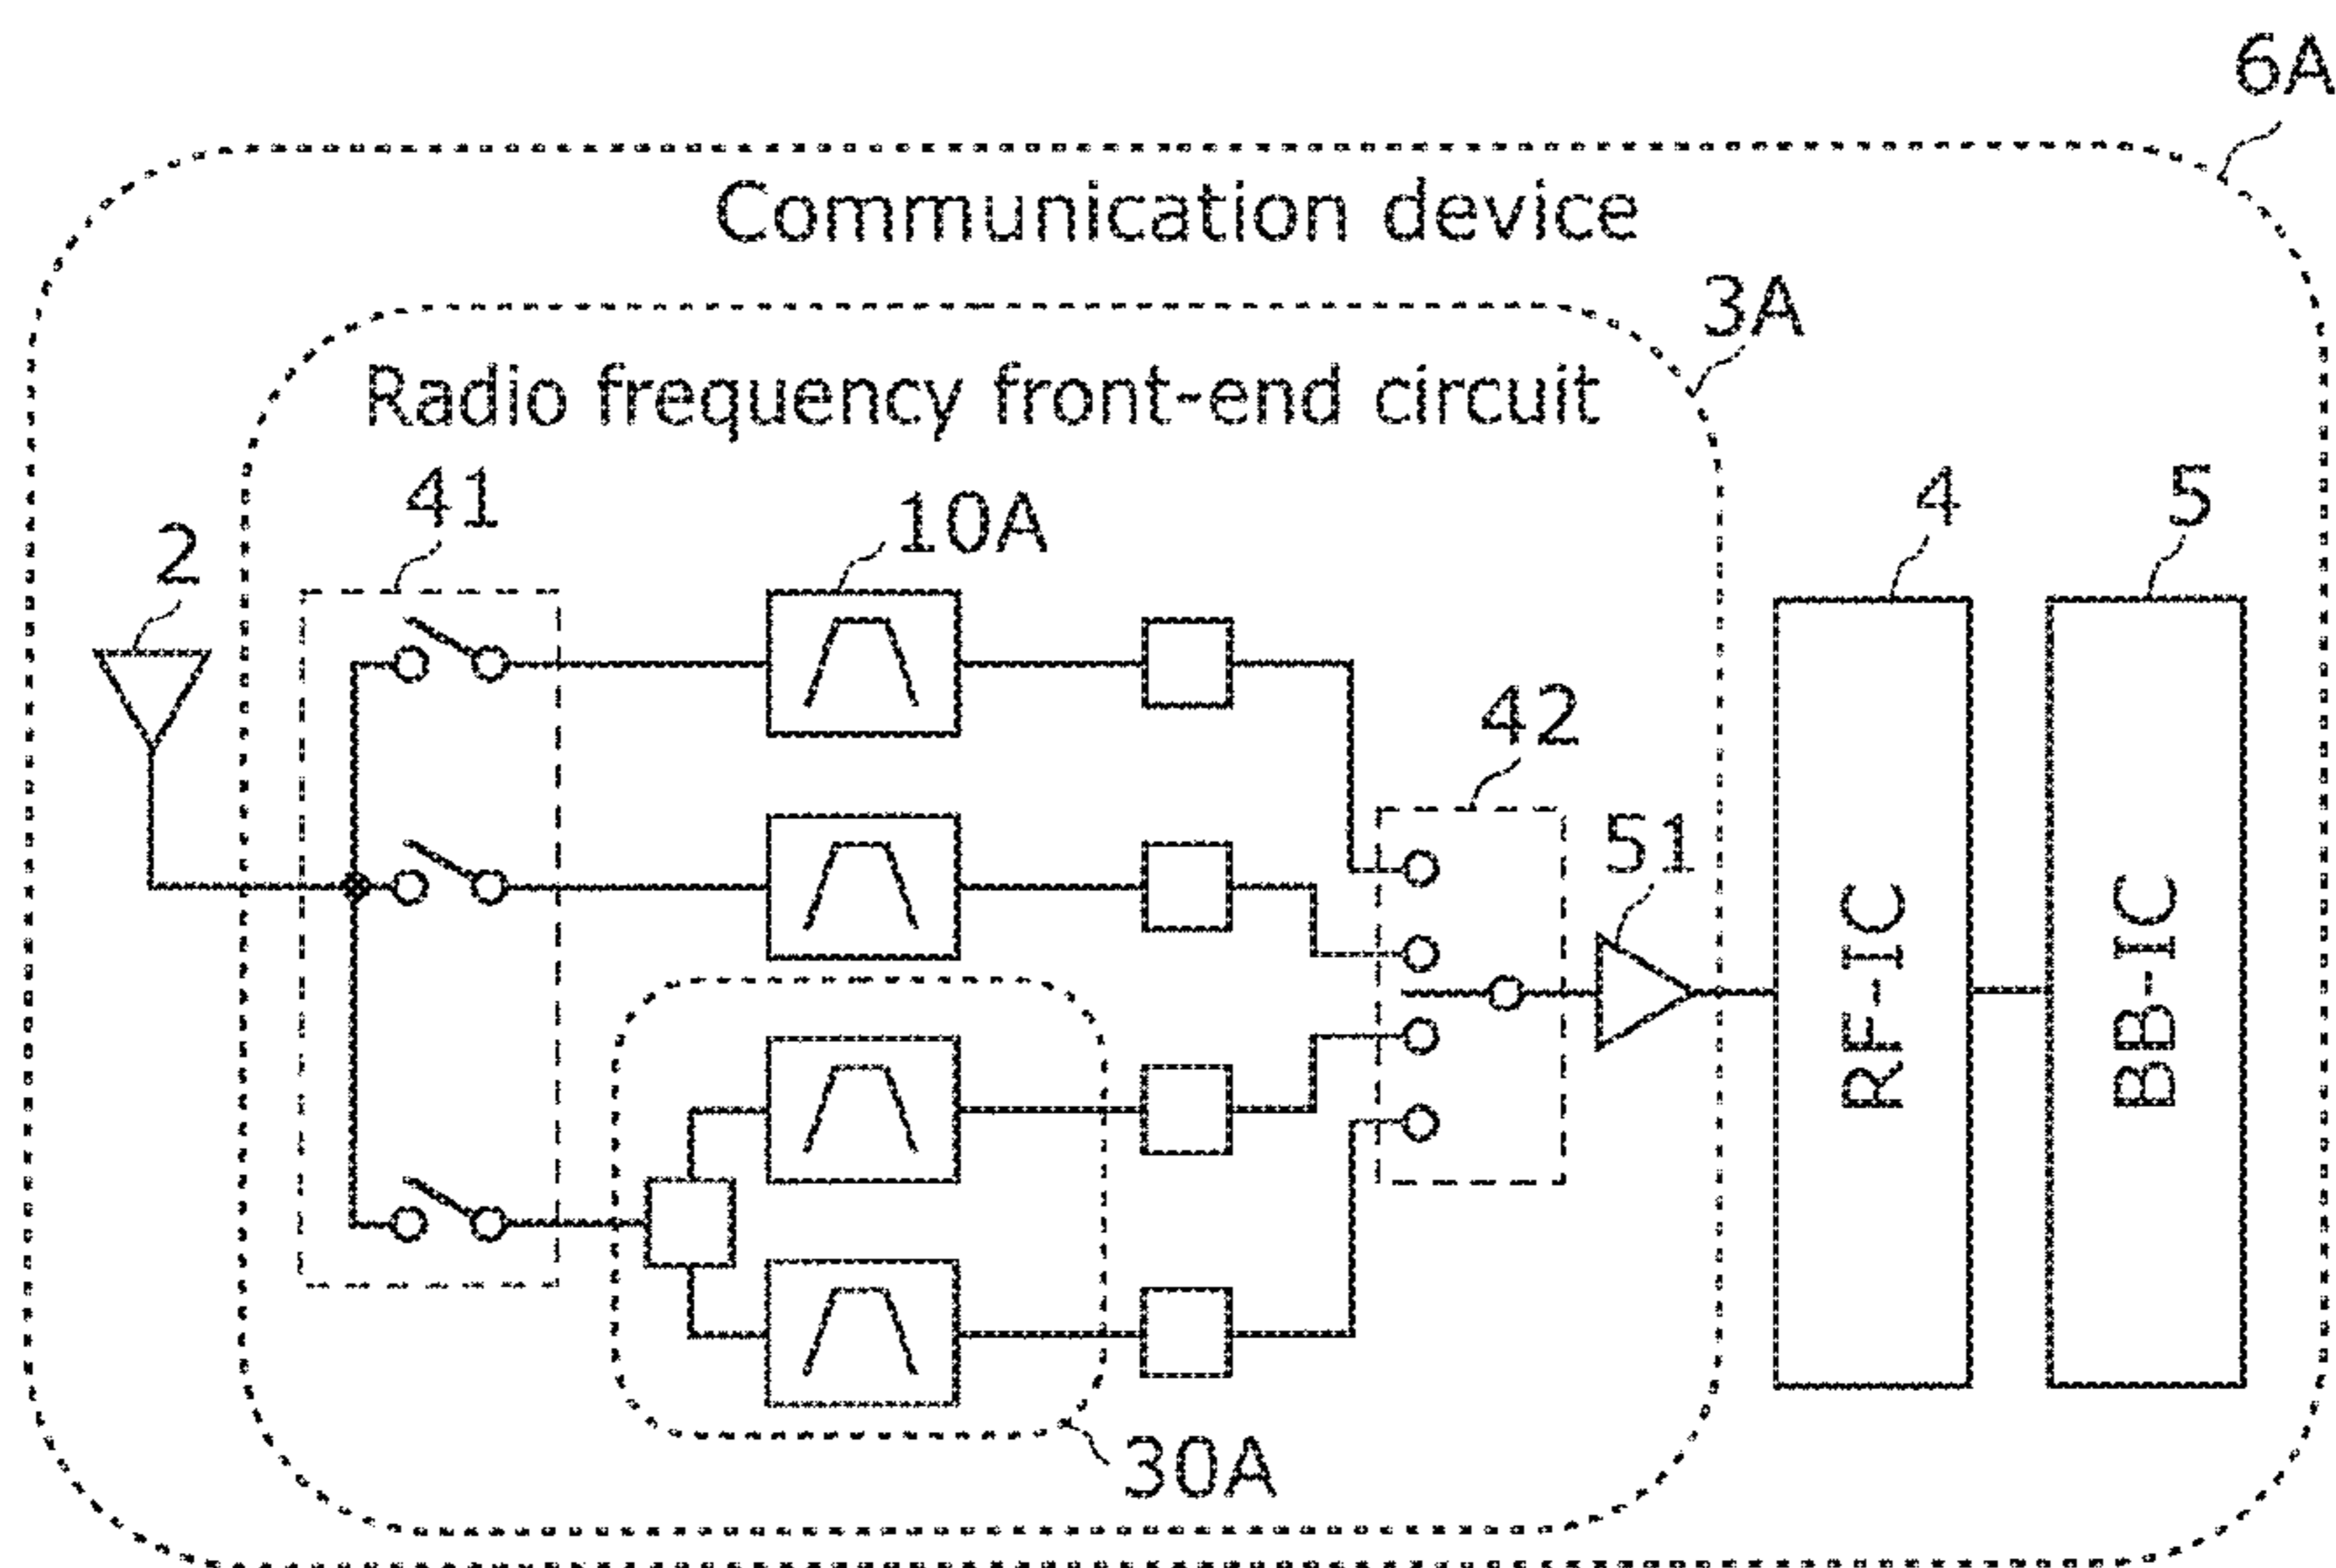 6A
Communication device
3A
Radio frequency front-end circuit
41
10A
4
5
2
42
51
RF-IC
BB-IC
30A